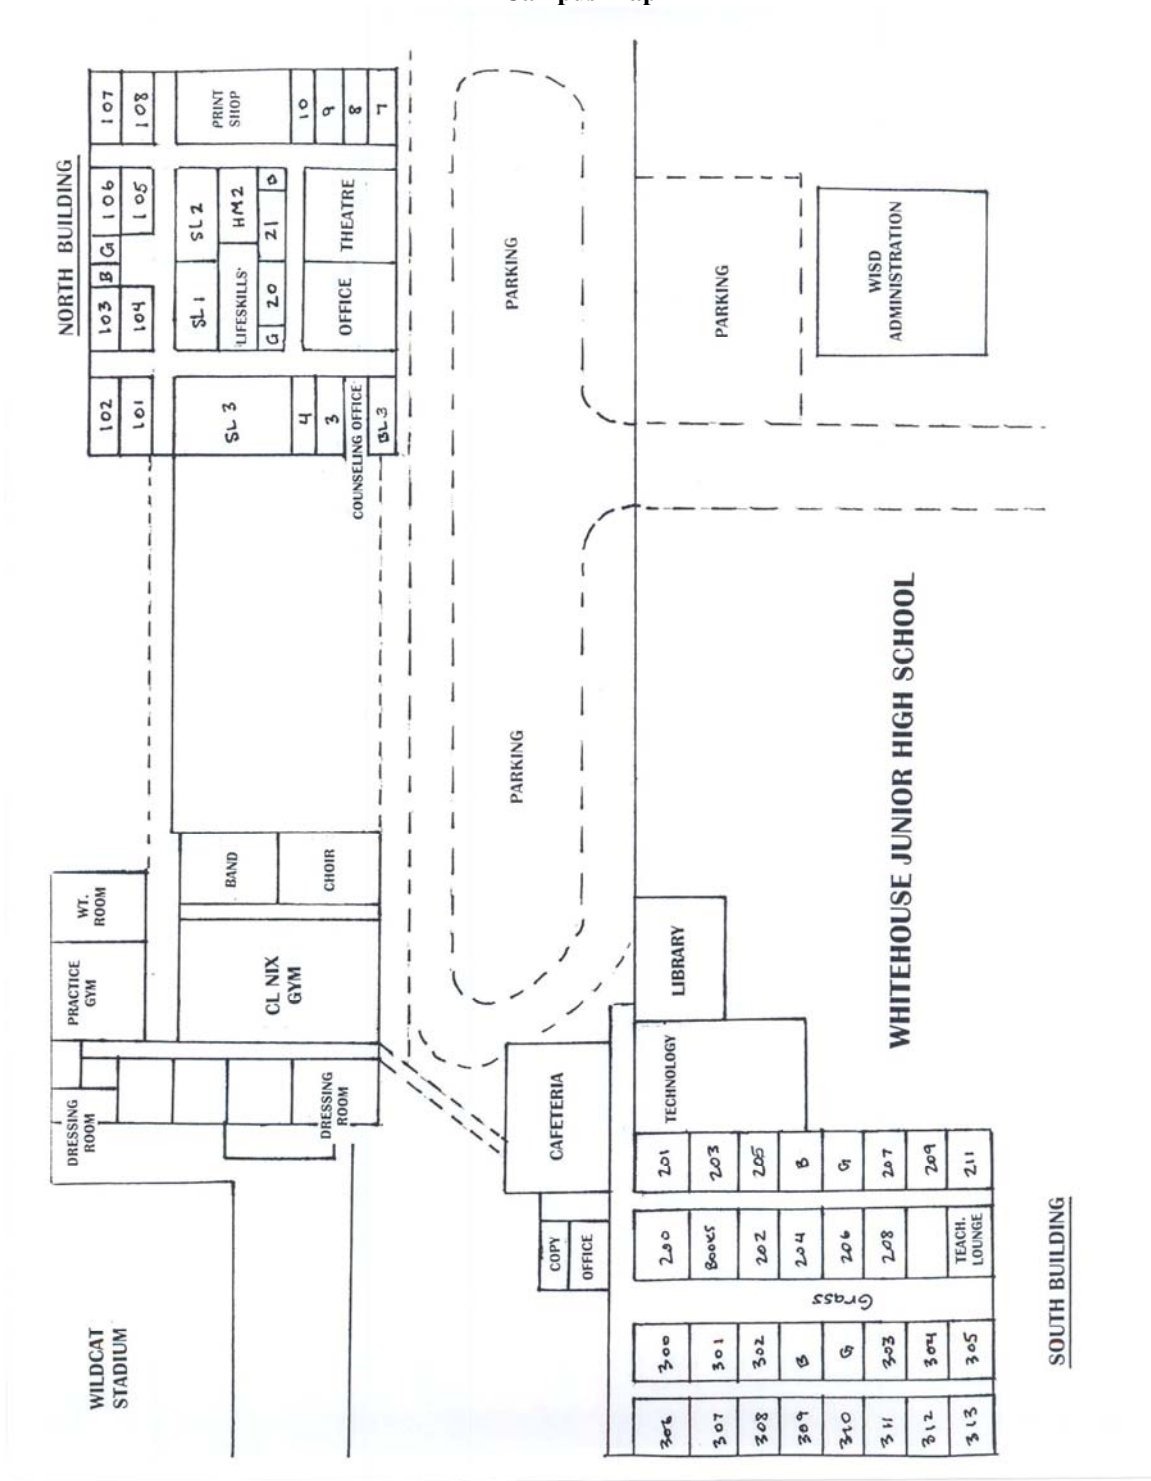 NORTH BUILDING
107
108
PRINT
SHOP
10
9
8
7
106
105
G
B
103
104
SL 2
SL 1
HM2
LIFESKILLS
21
20
G
THEATRE
OFFICE
102
101
SL 3
4
3
COUNSELING OFFICE
BL3
PARKING
PARKING
PARKING
WISD
ADMINISTRATION
WHITEHOUSE JUNIOR HIGH SCHOOL
WT.
ROOM
PRACTICE
GYM
BAND
CHOIR
CL NIX
GYM
DRESSING
ROOM
DRESSING
ROOM
WILDCAT
STADIUM
LIBRARY
TECHNOLOGY
CAFETERIA
COPY
OFFICE
201
203
205
B
G
207
209
211
200
BOOKS
202
204
206
208
TEACH.
LOUNGE
Grass
300
301
302
B
G
303
304
305
306
307
308
309
310
311
312
313
SOUTH BUILDING